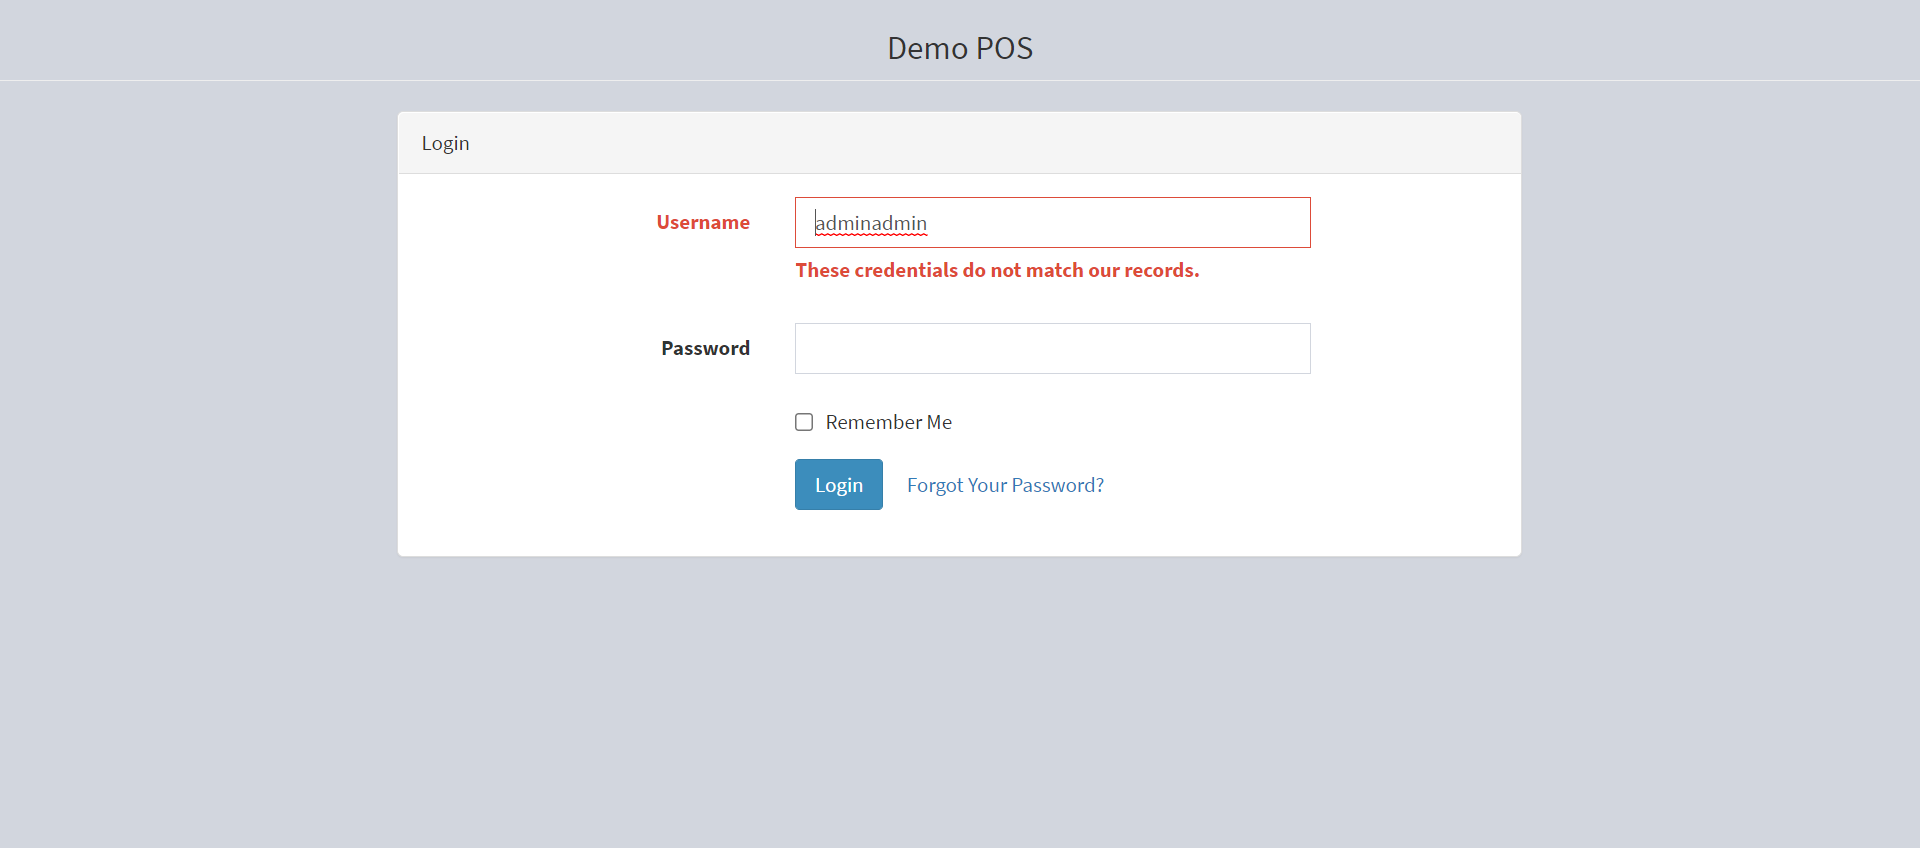 Demo POS
Login
Username
adminadmin
These credentials do not match our records.
Password
Remember Me
Login
Forgot Your Password?